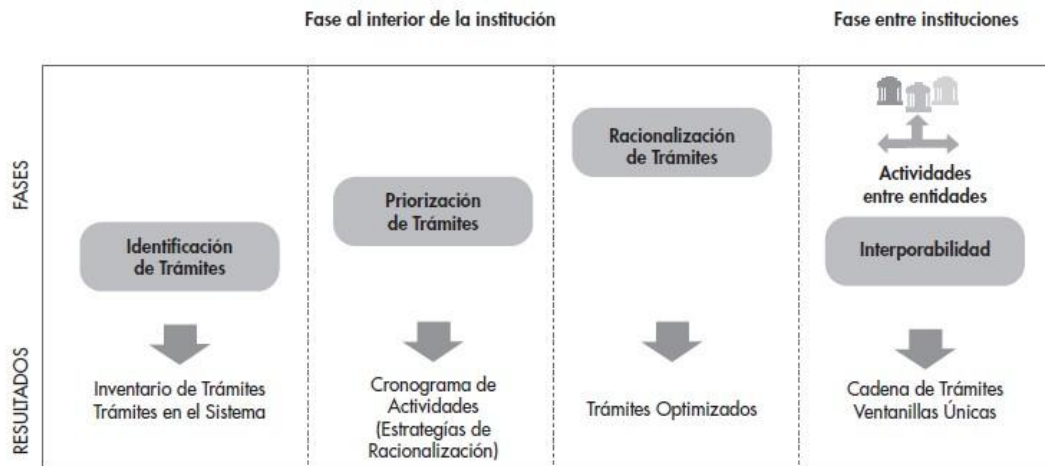 Fase al interior de la institución
Fase entre instituciones
FASES
Identificación
de Trámites
Priorización
de Trámites
Racionalización
de Trámites
Actividades
entre entidades
Interporabilidad
RESUITADOS
Inventario de Trámites
Trámites en el Sistema
Cronograma de
Actividades
(Estrategías de
Racionalización)
Trámites Optimizados
Cadena de Trámites
Ventanillas Únicas